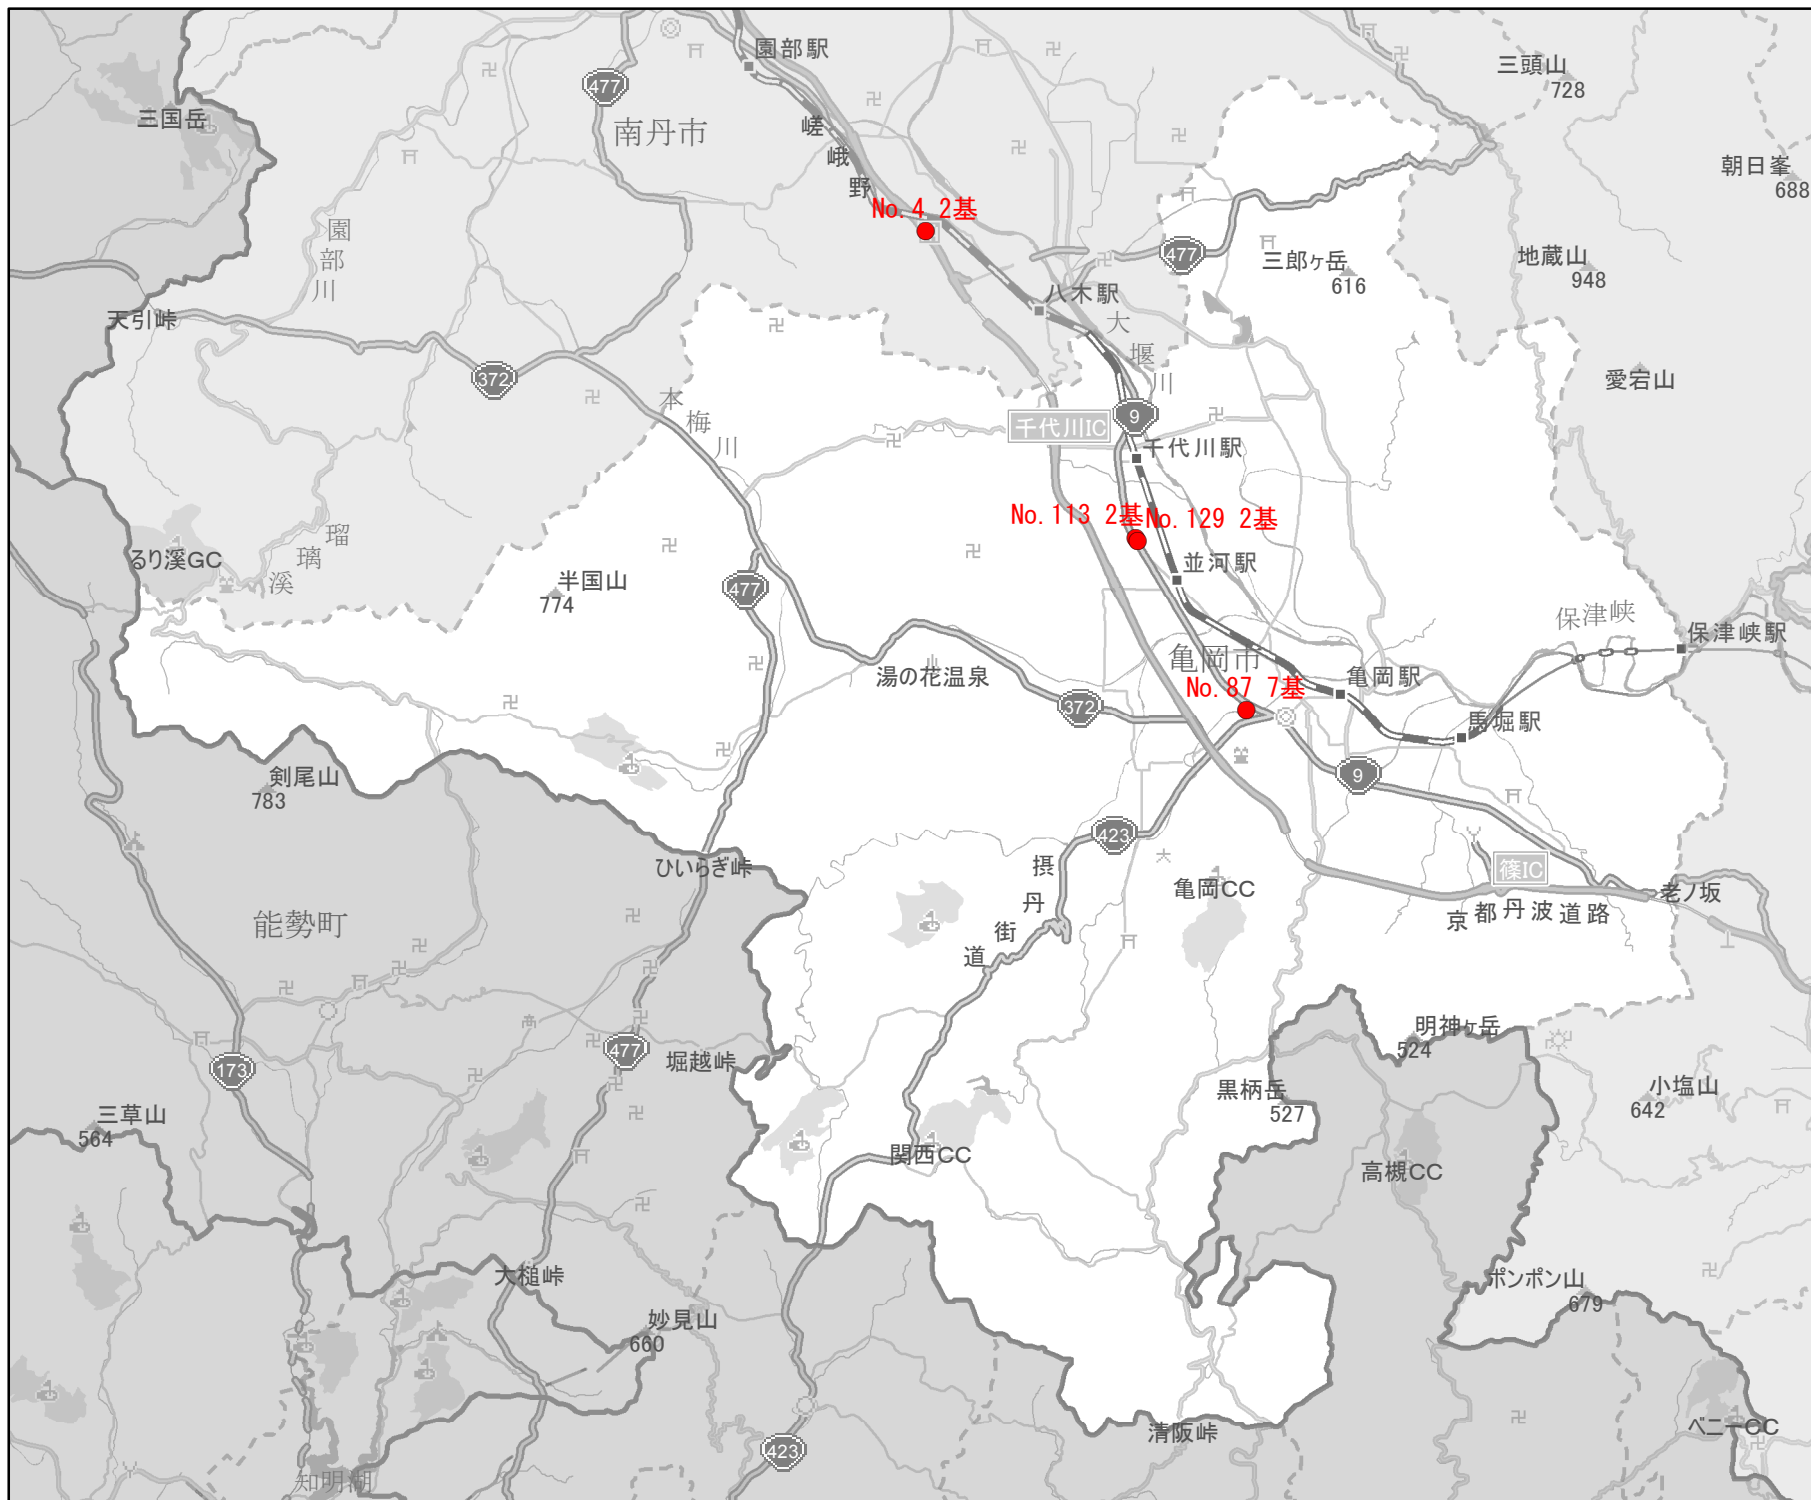 園部駅
三頭山
728
477
三国岳
南丹市
嵯峨野
朝日峯
688
No.4 2基
園部川
477
三郎ヶ岳
616
地蔵山
948
八木駅
天引峠
大堰川
372
愛宕山
本梅川
9
千代川IC
千代川駅
No.113 2基
No.129 2基
るり溪GC
瑠璃溪
半国山
774
477
並河駅
保津峡
保津峡駅
亀岡市
湯の花温泉
亀岡駅
No.87 7基
372
馬堀駅
剣尾山
783
9
423
ひいらぎ峠
摂丹街道
亀岡CC
篠IC
老ノ坂
京都丹波道路
能勢町
明神ヶ岳
524
477
堀越峠
173
黒柄岳
527
小塩山
642
三草山
564
関西CC
高槻CC
大槌峠
ポンポン山
679
妙見山
660
清阪峠
ベニーCC
423
知明湖